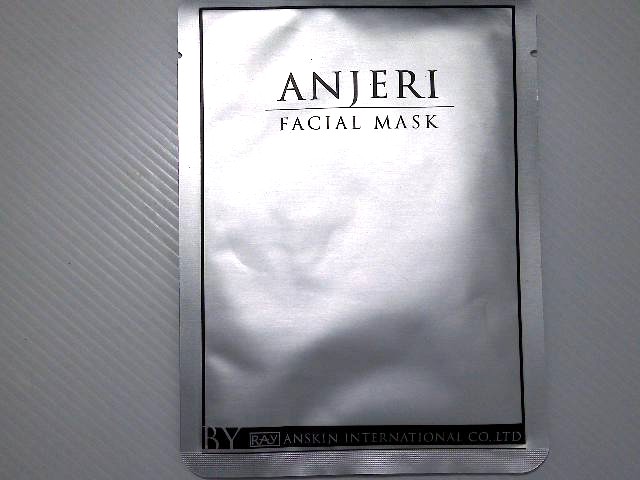 ANJERI
FACIAL MASK
BY RAY ANSKIN INTERNATIONAL CO.,LTD